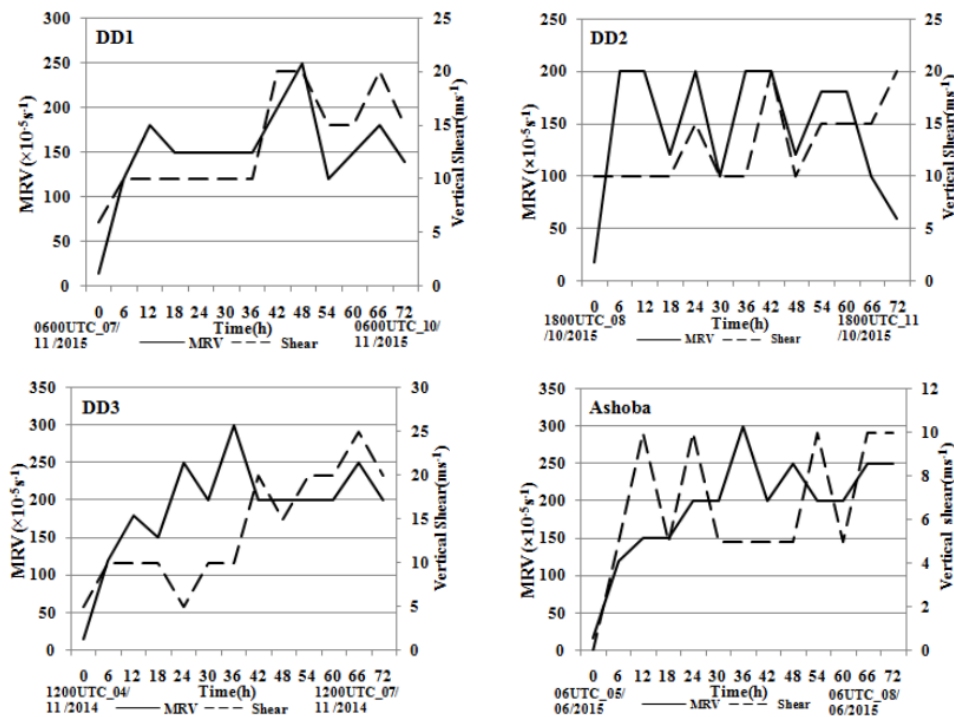 DD1
MRV (×10-5s-1)
300
250
200
150
100
50
0
25
20
15
10
5
0
Vertical Shear(ms-1)
0 6 12 18 24 30 36 42 48 54 60 66 72
Time(h)
0600UTC_07/
11 /2015
0600UTC_10/
11/2015
MRV Shear
DD2
MRV(×10-5s-1)
250
200
150
100
50
0
25
20
15
10
5
0
Vertical Shear(ms-1)
0 6 12 18 24 30 36 42 48 54 60 66 72
Time(h)
1800UTC_08
/10/2015
1800UTC_11
/10/2015
MRV Shear
DD3
MRV(×10-5s-1)
350
300
250
200
150
100
50
0
30
25
20
15
10
5
0
Vertical Shear(ms-1)
0 6 12 18 24 30 36 42 48 54 60 66 72
Time(h)
1200UTC_04/
11 /2014
1200UTC_07/
11/2014
MRV Shear
Ashoba
MRV(×10-5s-1)
350
300
250
200
150
100
50
0
12
10
8
6
4
2
0
Vertical shear(ms-1)
0 6 12 18 24 30 36 42 48 54 60 66 72
Time(h)
06UTC_05/
06/2015
06UTC_08/
06/2015
MRV Shear